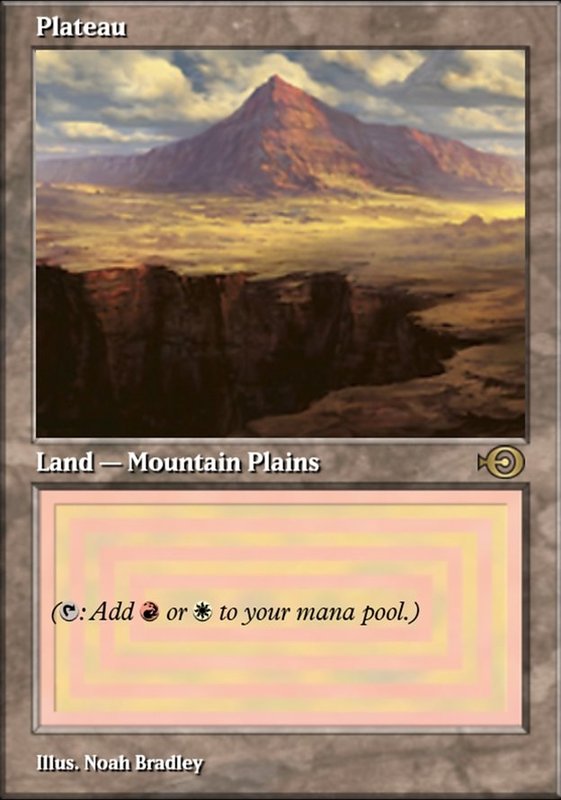 Plateau
Land — Mountain Plains
(: Add or to your mana pool.)
Illus. Noah Bradley